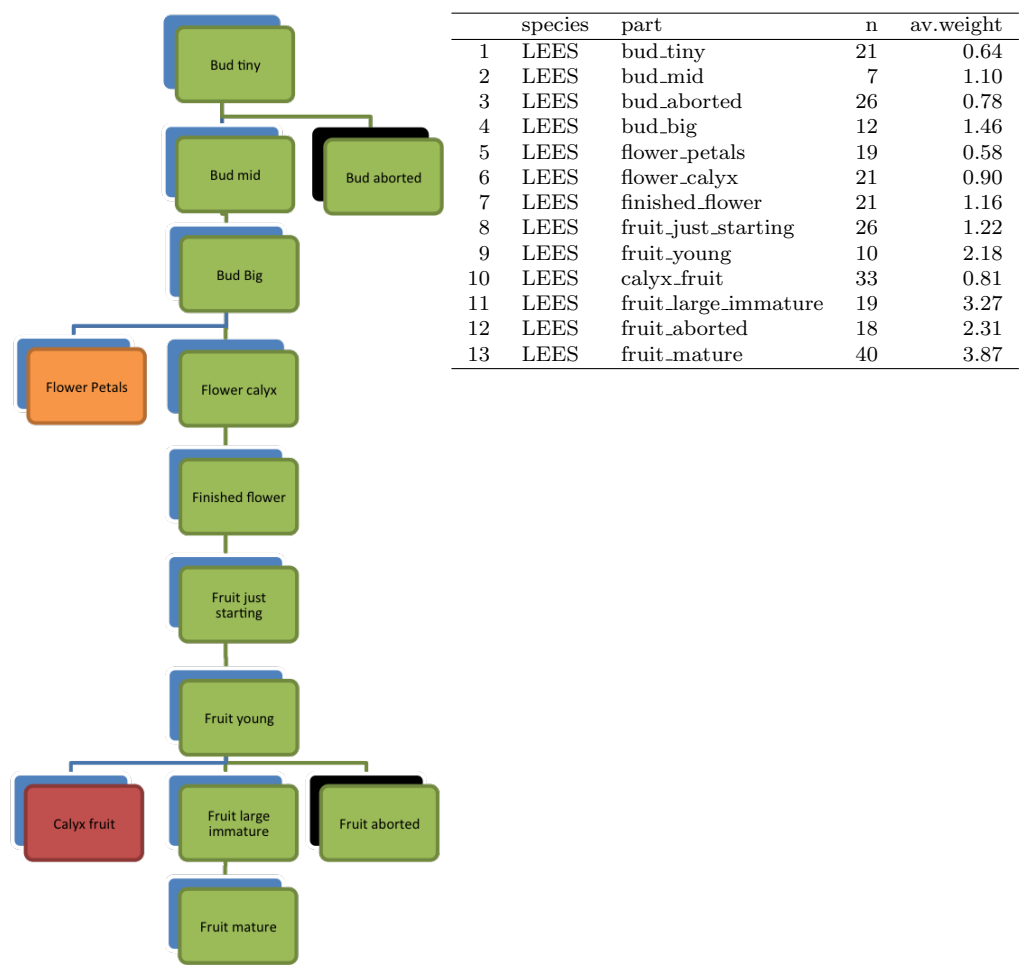 Bud tiny
Bud mid
Bud aborted
Bud Big
Flower Petals
Flower calyx
Finished flower
Fruit just
starting
Fruit young
Calyx fruit
Fruit large
immature
Fruit aborted
Fruit mature
species part n av.weight
1 LEES bud_tiny 21 0.64
2 LEES bud_mid 7 1.10
3 LEES bud_aborted 26 0.78
4 LEES bud_big 12 1.46
5 LEES flower_petals 19 0.58
6 LEES flower_calyx 21 0.90
7 LEES finished_flower 21 1.16
8 LEES fruit_just_starting 26 1.22
9 LEES fruit_young 10 2.18
10 LEES calyx_fruit 33 0.81
11 LEES fruit_large_immature 19 3.27
12 LEES fruit_aborted 18 2.31
13 LEES fruit_mature 40 3.87